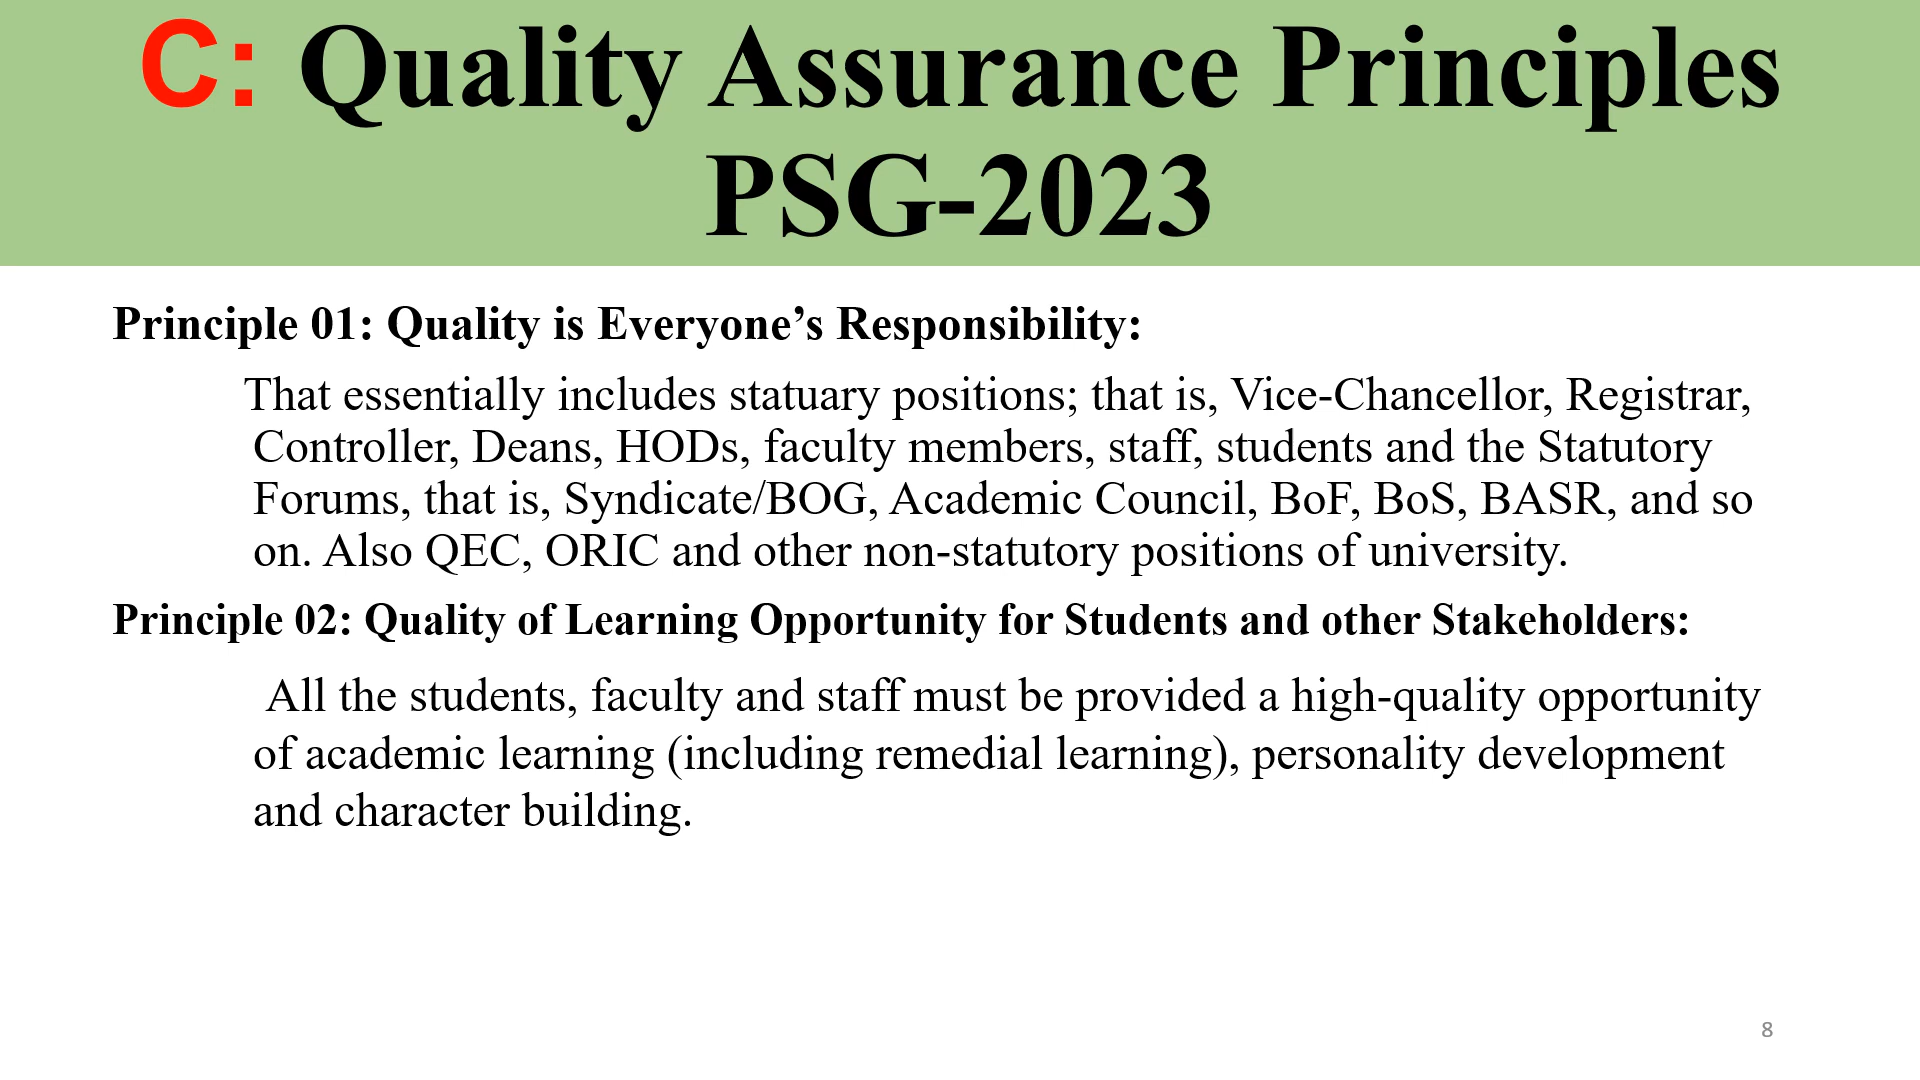 C: Quality Assurance Principles
PSG-2023
Principle 01: Quality is Everyone’s Responsibility:
That essentially includes statuary positions; that is, Vice-Chancellor, Registrar,
Controller, Deans, HODs, faculty members, staff, students and the Statutory
Forums, that is, Syndicate/BOG, Academic Council, BoF, BoS, BASR, and so
on. Also QEC, ORIC and other non-statutory positions of university.
Principle 02: Quality of Learning Opportunity for Students and other Stakeholders:
All the students, faculty and staff must be provided a high-quality opportunity
of academic learning (including remedial learning), personality development
and character building.
8